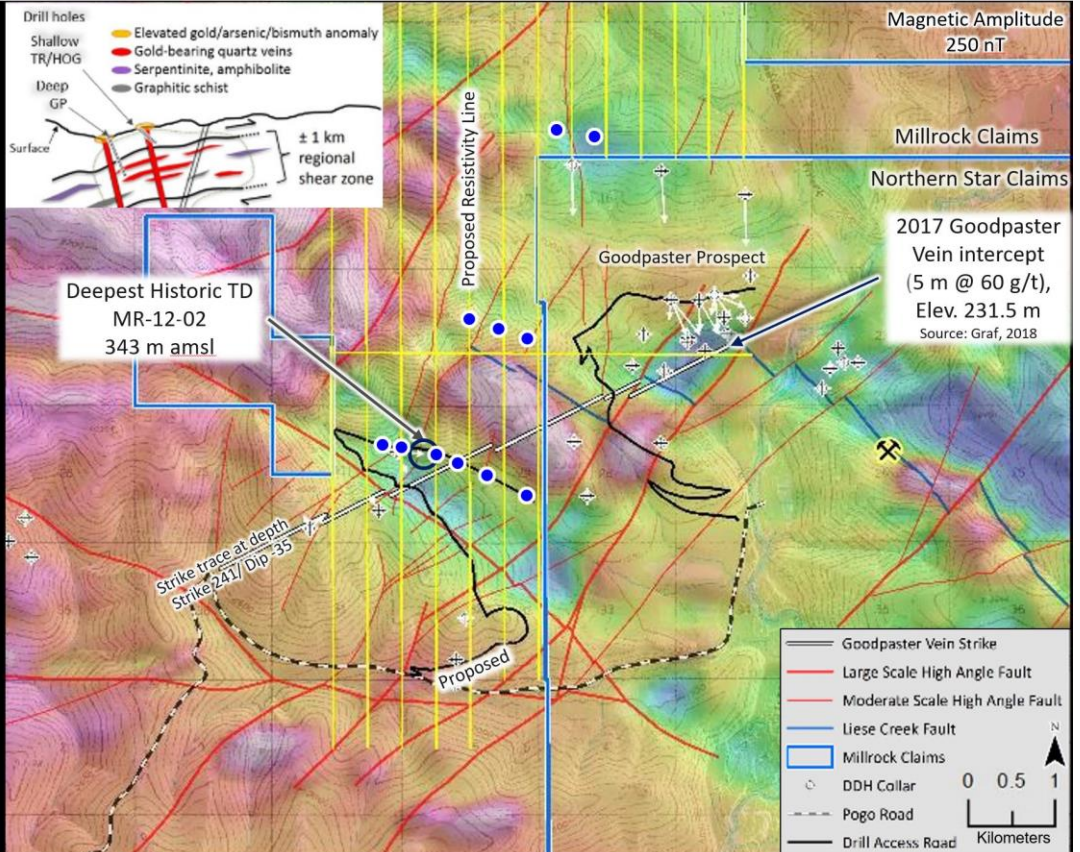 Drill holes
Shallow
TR/HOG
Deep
GP
Surface
Elevated gold/arsenic/bismuth anomaly
Gold-bearing quartz veins
Serpentinite, amphibolite
Graphitic schist
± 1 km
regional
shear zone
Proposed Resistivity Line
Magnetic Amplitude
250 nT
Millrock Claims
Northern Star Claims
2017 Goodpaster
Vein intercept
(5 m @ 60 g/t),
Elev. 231.5 m
Source: Graf, 2018
Goodpaster Prospect
Deepest Historic TD
MR-12-02
343 m amsl
Strike trace at depth
Strike 241/ Dip -35
?
Proposed
33
34
35
36
Goodpaster Vein Strike
Large Scale High Angle Fault
Moderate Scale High Angle Fault
Liese Creek Fault
Millrock Claims
DDH Collar
Pogo Road
Drill Access Road
N
0 0.5 1
Kilometers